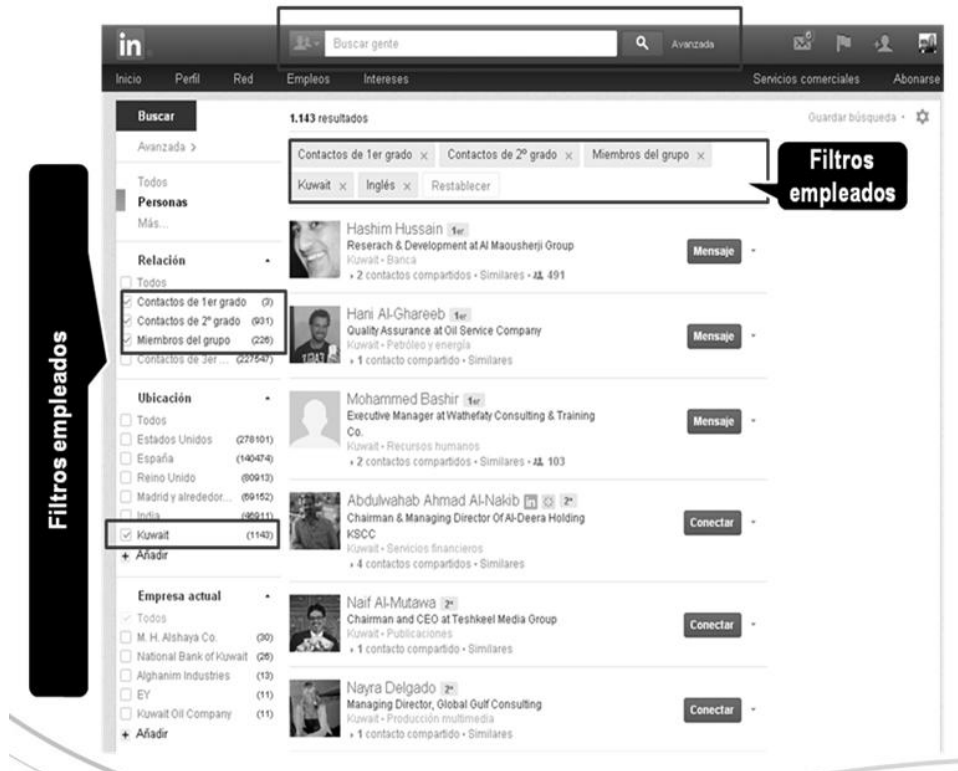 in
Buscar gente
Avanzada
Inicio Perfil Red Empleos Intereses Servicios comerciales Abonarse
Buscar
Avanzada >
Todos
Personas
Más...
Relación
Todos
Contactos de 1er grado (3)
Contactos de 2º grado (931)
Miembros del grupo (226)
Contactos de 3er ... (227547)
Ubicación
Todos
Estados Unidos (278101)
España (140474)
Reino Unido (80913)
Madrid y alrededor... (69152)
India (46911)
Kuwait (1143)
Añadir
Empresa actual
Todos
M. H. Alshaya Co. (30)
National Bank of Kuwait (26)
Alghanim Industries (13)
EY (11)
Kuwait Oil Company (11)
Añadir
1.143 resultados
Guardar búsqueda
Contactos de 1er grado × Contactos de 2º grado × Miembros del grupo ×
Kuwait × Inglés × Restablecer
Filtros
empleados
Hashim Hussain 1er
Reserach & Development at Al Maousherji Group
Kuwait • Banca
2 contactos compartidos • Similares • 491
Mensaje
Hani Al-Ghareeb 1er
Quality Assurance at Oil Service Company
Kuwait • Petróleo y energía
1 contacto compartido • Similares
Mensaje
Mohammed Bashir 1er
Executive Manager at Wathefaty Consulting & Training
Co.
Kuwait • Recursos humanos
2 contactos compartidos • Similares • 103
Mensaje
Abdulwahab Ahmad Al-Nakib in 2º
Chairman & Managing Director Of Al-Deera Holding
KSCC
Kuwait • Servicios financieros
4 contactos compartidos • Similares
Conectar
Naif Al-Mutawa 2º
Chairman and CEO at Teshkeel Media Group
Kuwait • Publicaciones
1 contacto compartido • Similares
Conectar
Nayra Delgado 2º
Managing Director, Global Gulf Consulting
Kuwait • Producción multimedia
1 contacto compartido • Similares
Conectar
Filtros empleados